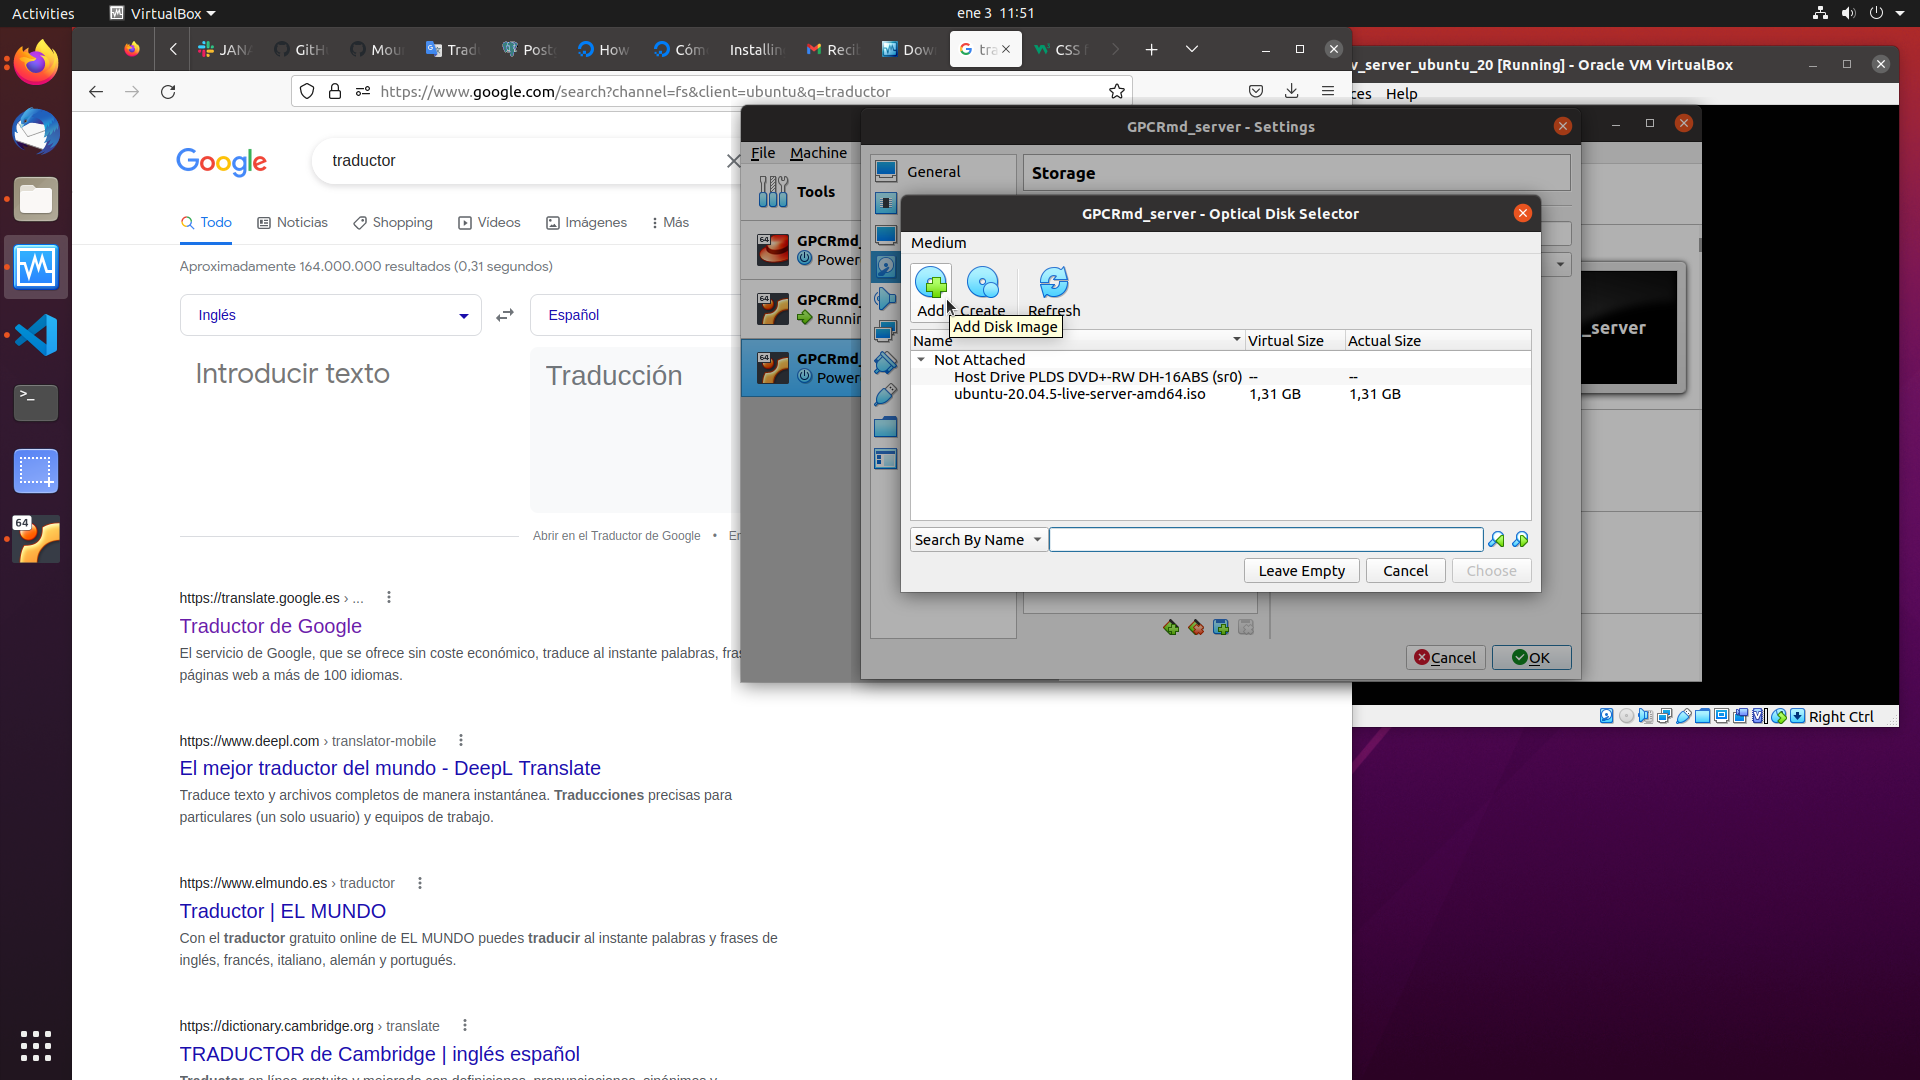 Activities
VirtualBox
ene 3 11:51
JANA
GitH
Mou
Trad
Post
How
Cóm
Installin
Recib
Dow
tra
CSS
https://www.google.com/search?channel=fs&client=ubuntu&q=traductor
v_server_ubuntu_20 [Running] - Oracle VM VirtualBox
ces Help
Google
traductor
Todo
Noticias
Shopping
Vídeos
Imágenes
Más
Aproximadamente 164.000.000 resultados (0,31 segundos)
Inglés
Español
Introducir texto
Traducción
Abrir en el Traductor de Google • En
https://translate.google.es › ...
Traductor de Google
El servicio de Google, que se ofrece sin coste económico, traduce al instante palabras, fras
páginas web a más de 100 idiomas.
https://www.deepl.com › translator-mobile
El mejor traductor del mundo - DeepL Translate
Traduce texto y archivos completos de manera instantánea. Traducciones precisas para
particulares (un solo usuario) y equipos de trabajo.
https://www.elmundo.es › traductor
Traductor | EL MUNDO
Con el traductor gratuito online de EL MUNDO puedes traducir al instante palabras y frases de
inglés, francés, italiano, alemán y portugués.
https://dictionary.cambridge.org › translate
TRADUCTOR de Cambridge | inglés español
File Machine
Tools
64
GPCRmd_
Power
64
GPCRmd_
Runnin
64
GPCRmd_
Power
64
GPCRmd_server - Settings
General
Storage
GPCRmd_server - Optical Disk Selector
Medium
Add
Create
Refresh
Add Disk Image
Name
Virtual Size
Actual Size
Not Attached
Host Drive PLDS DVD+-RW DH-16ABS (sr0) -- --
ubuntu-20.04.5-live-server-amd64.iso 1,31 GB 1,31 GB
Search By Name
Leave Empty
Cancel
Choose
Cancel
OK
_server
Right Ctrl